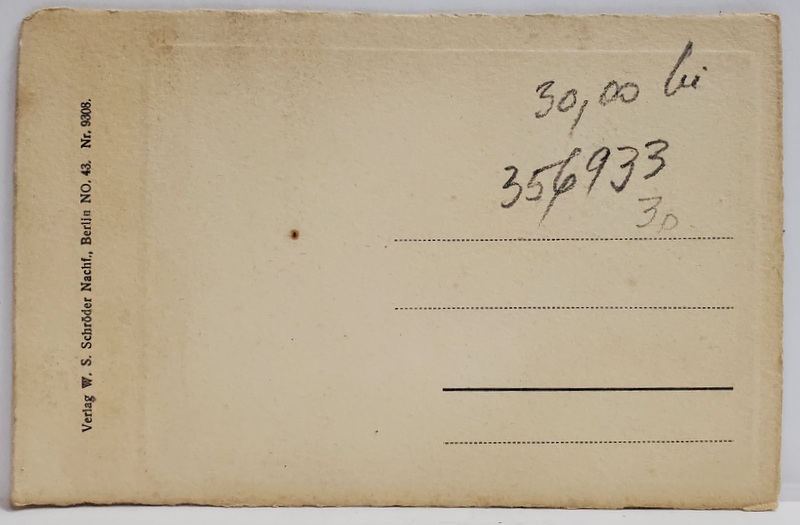 Verlag W. S. Schröder Nachf., Berlin NO. 43. Nr. 9308.
30,00 lei
356933
30